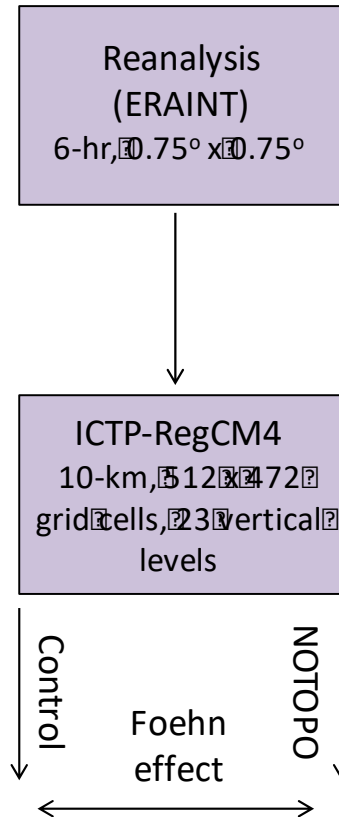 Reanalysis
(ERAINT)
6-hr, 0.75° x 0.75°
ICTP-RegCM4
10-km, 512 x 472
grid cells, 23 vertical
levels
Control
Foehn
effect
NOTOPO